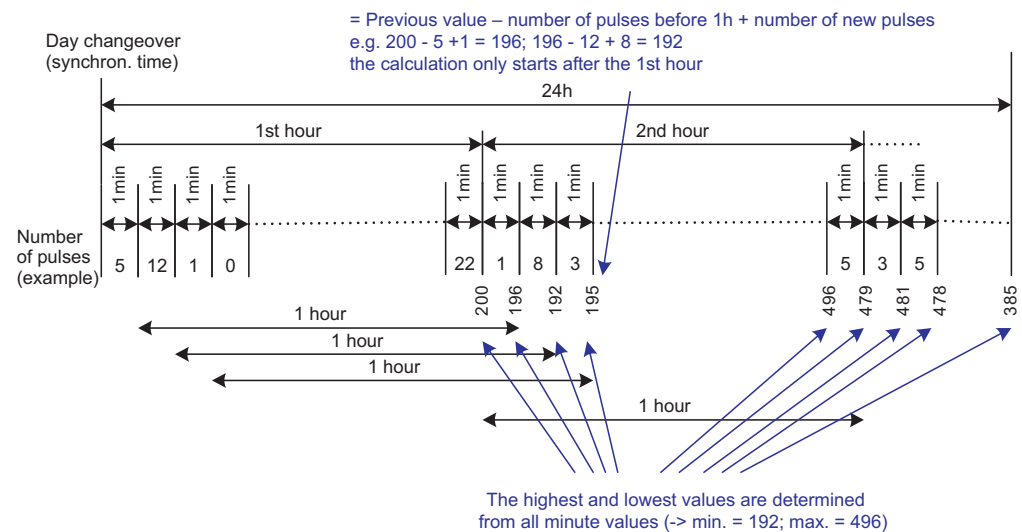 = Previous value – number of pulses before 1h + number of new pulses
e.g. 200 - 5 +1 = 196; 196 - 12 + 8 = 192
the calculation only starts after the 1st hour
Day changeover
(synchron. time)
24h
1st hour
2nd hour
1min
1min
1min
1min
1min
1min
1min
1min
1min
1min
1min
Number
of pulses
(example)
5
12
1
0
22
1
8
3
5
3
5
200
196
192
195
496
479
481
478
385
1 hour
1 hour
1 hour
1 hour
The highest and lowest values are determined
from all minute values (-> min. = 192; max. = 496)